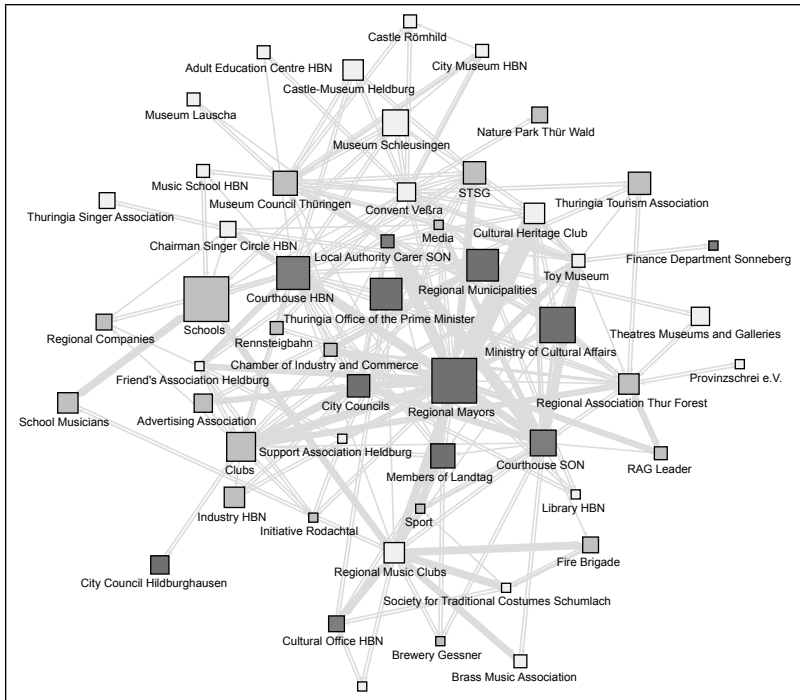 Castle Römhild
Adult Education Centre HBN
City Museum HBN
Castle-Museum Heldburg
Museum Lauscha
Museum Schleusingen
Nature Park Thür Wald
Music School HBN
Museum Council Thüringen
STSG
Convent Veßra
Thuringia Tourism Association
Thuringia Singer Association
Cultural Heritage Club
Media
Chairman Singer Circle HBN
Local Authority Carer SON
Finance Department Sonneberg
Toy Museum
Courthouse HBN
Regional Municipalities
Thuringia Office of the Prime Minister
Schools
Regional Companies
Rennsteigbahn
Theatres Museums and Galleries
Ministry of Cultural Affairs
Chamber of Industry and Commerce
Friend's Association Heldburg
Provinzschrei e.V.
City Councils
Regional Mayors
Regional Association Thur Forest
School Musicians
Advertising Association
Support Association Heldburg
Clubs
Members of Landtag
Courthouse SON
RAG Leader
Library HBN
Industry HBN
Initiative Rodachtal
Sport
Fire Brigade
Regional Music Clubs
City Council Hildburghausen
Society for Traditional Costumes Schumlach
Cultural Office HBN
Brewery Gessner
Brass Music Association